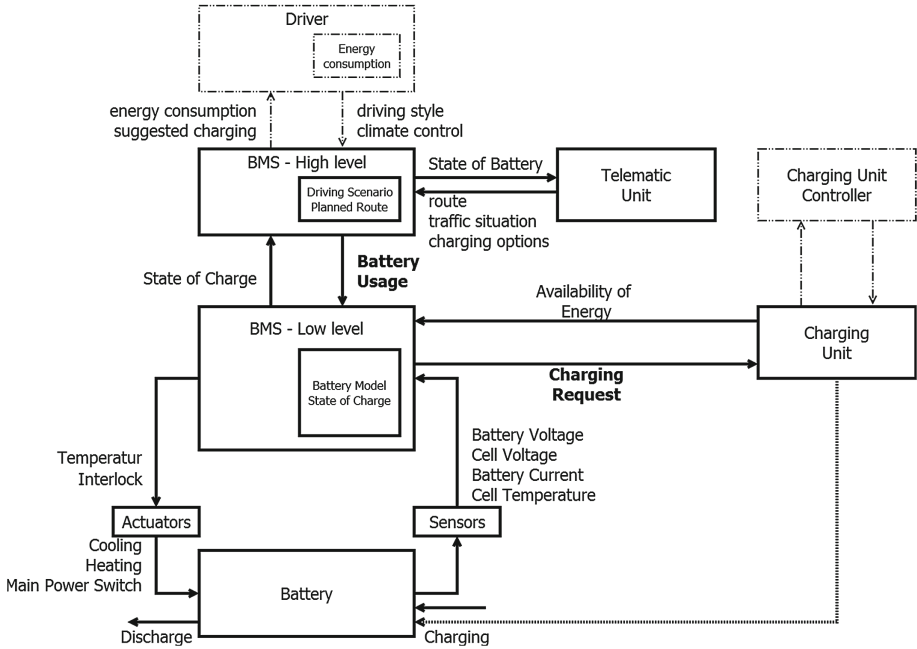 Driver
Energy
consumption
energy consumption
suggested charging
driving style
climate control
BMS - High level
Driving Scenario
Planned Route
State of Battery
route
traffic situation
charging options
Telematic
Unit
Charging Unit
Controller
State of Charge
Battery
Usage
Availability of
Energy
BMS - Low level
Battery Model
State of Charge
Charging
Unit
Charging
Request
Battery Voltage
Cell Voltage
Battery Current
Cell Temperature
Temperatur
Interlock
Actuators
Sensors
Cooling
Heating
Main Power Switch
Battery
Discharge
Charging